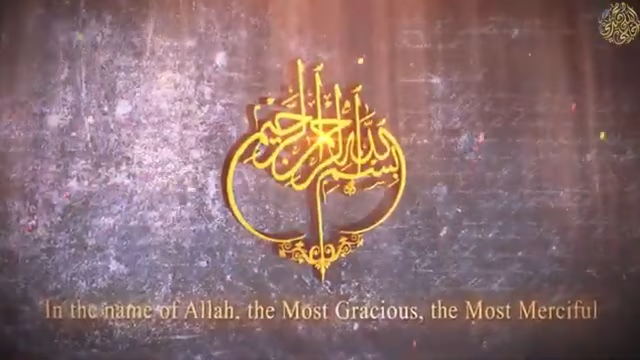 بسم الله الرحمن الرحيم
In the name of Allah, the Most Gracious, the Most Merciful